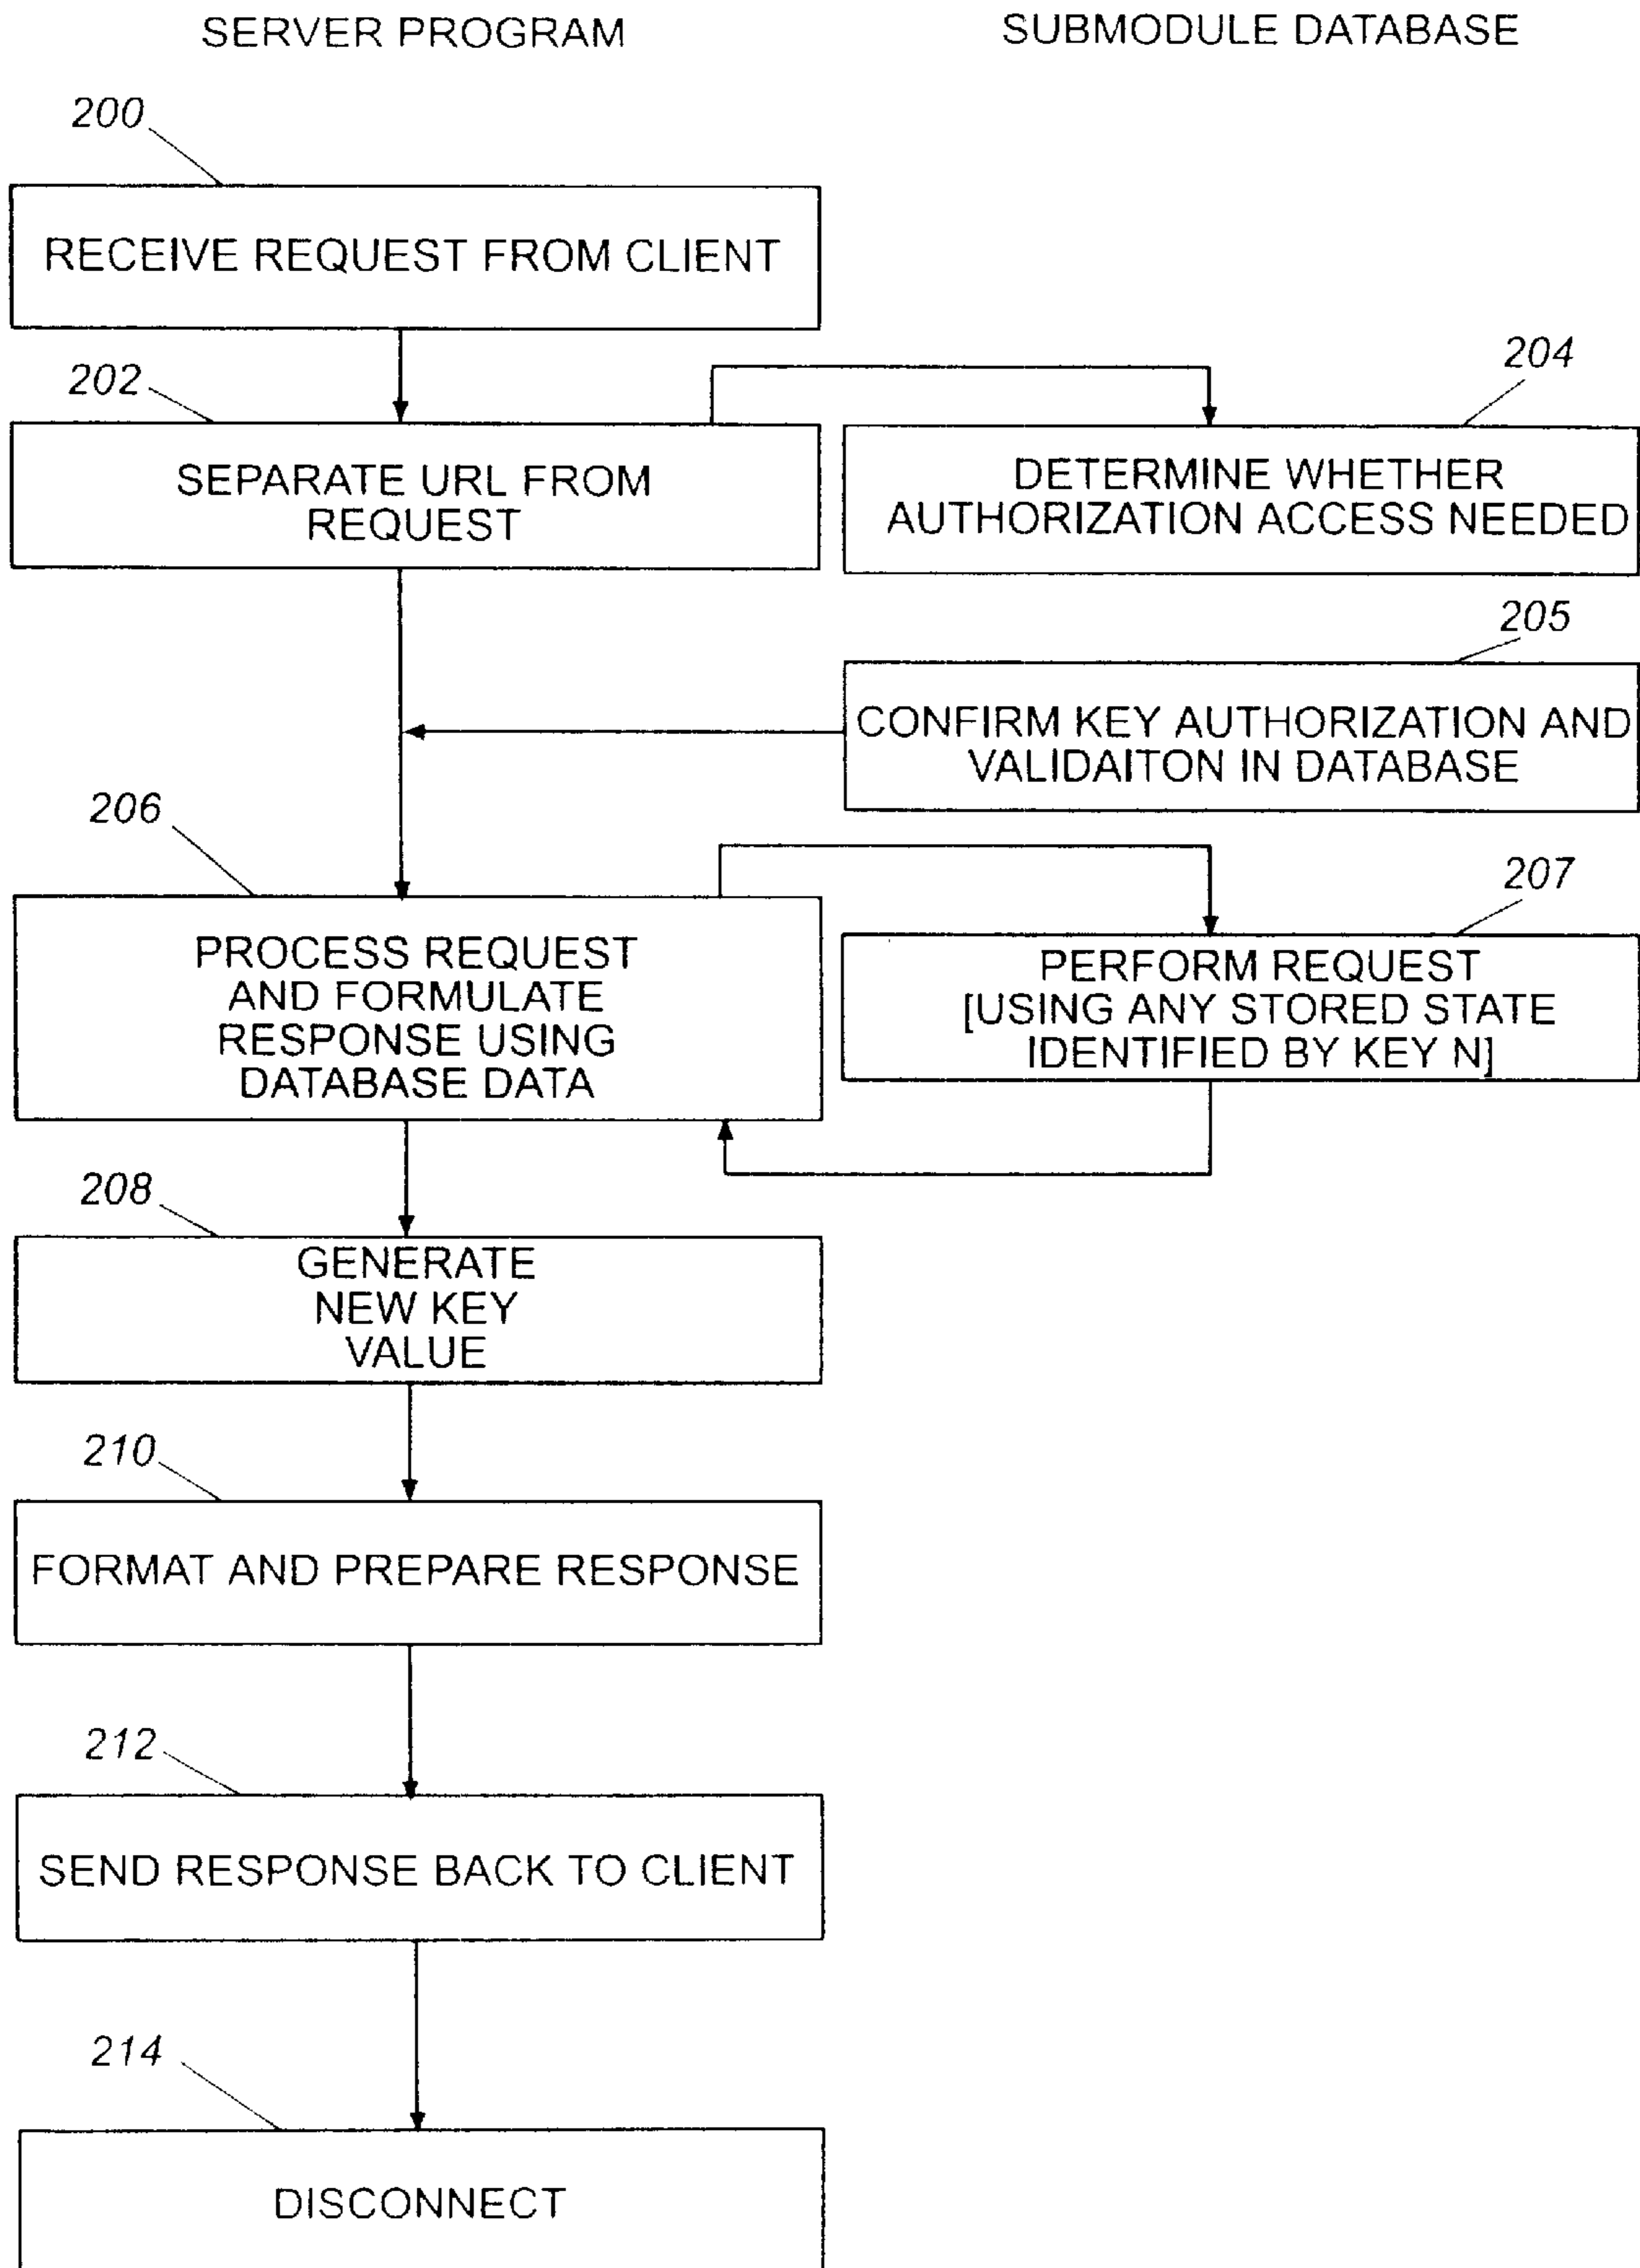 SERVER PROGRAM
SUBMODULE DATABASE
200
RECEIVE REQUEST FROM CLIENT
202
SEPARATE URL FROM
REQUEST
204
DETERMINE WHETHER
AUTHORIZATION ACCESS NEEDED
205
CONFIRM KEY AUTHORIZATION AND
VALIDAITON IN DATABASE
206
PROCESS REQUEST
AND FORMULATE
RESPONSE USING
DATABASE DATA
207
PERFORM REQUEST
[USING ANY STORED STATE
IDENTIFIED BY KEY N]
208
GENERATE
NEW KEY
VALUE
210
FORMAT AND PREPARE RESPONSE
212
SEND RESPONSE BACK TO CLIENT
214
DISCONNECT